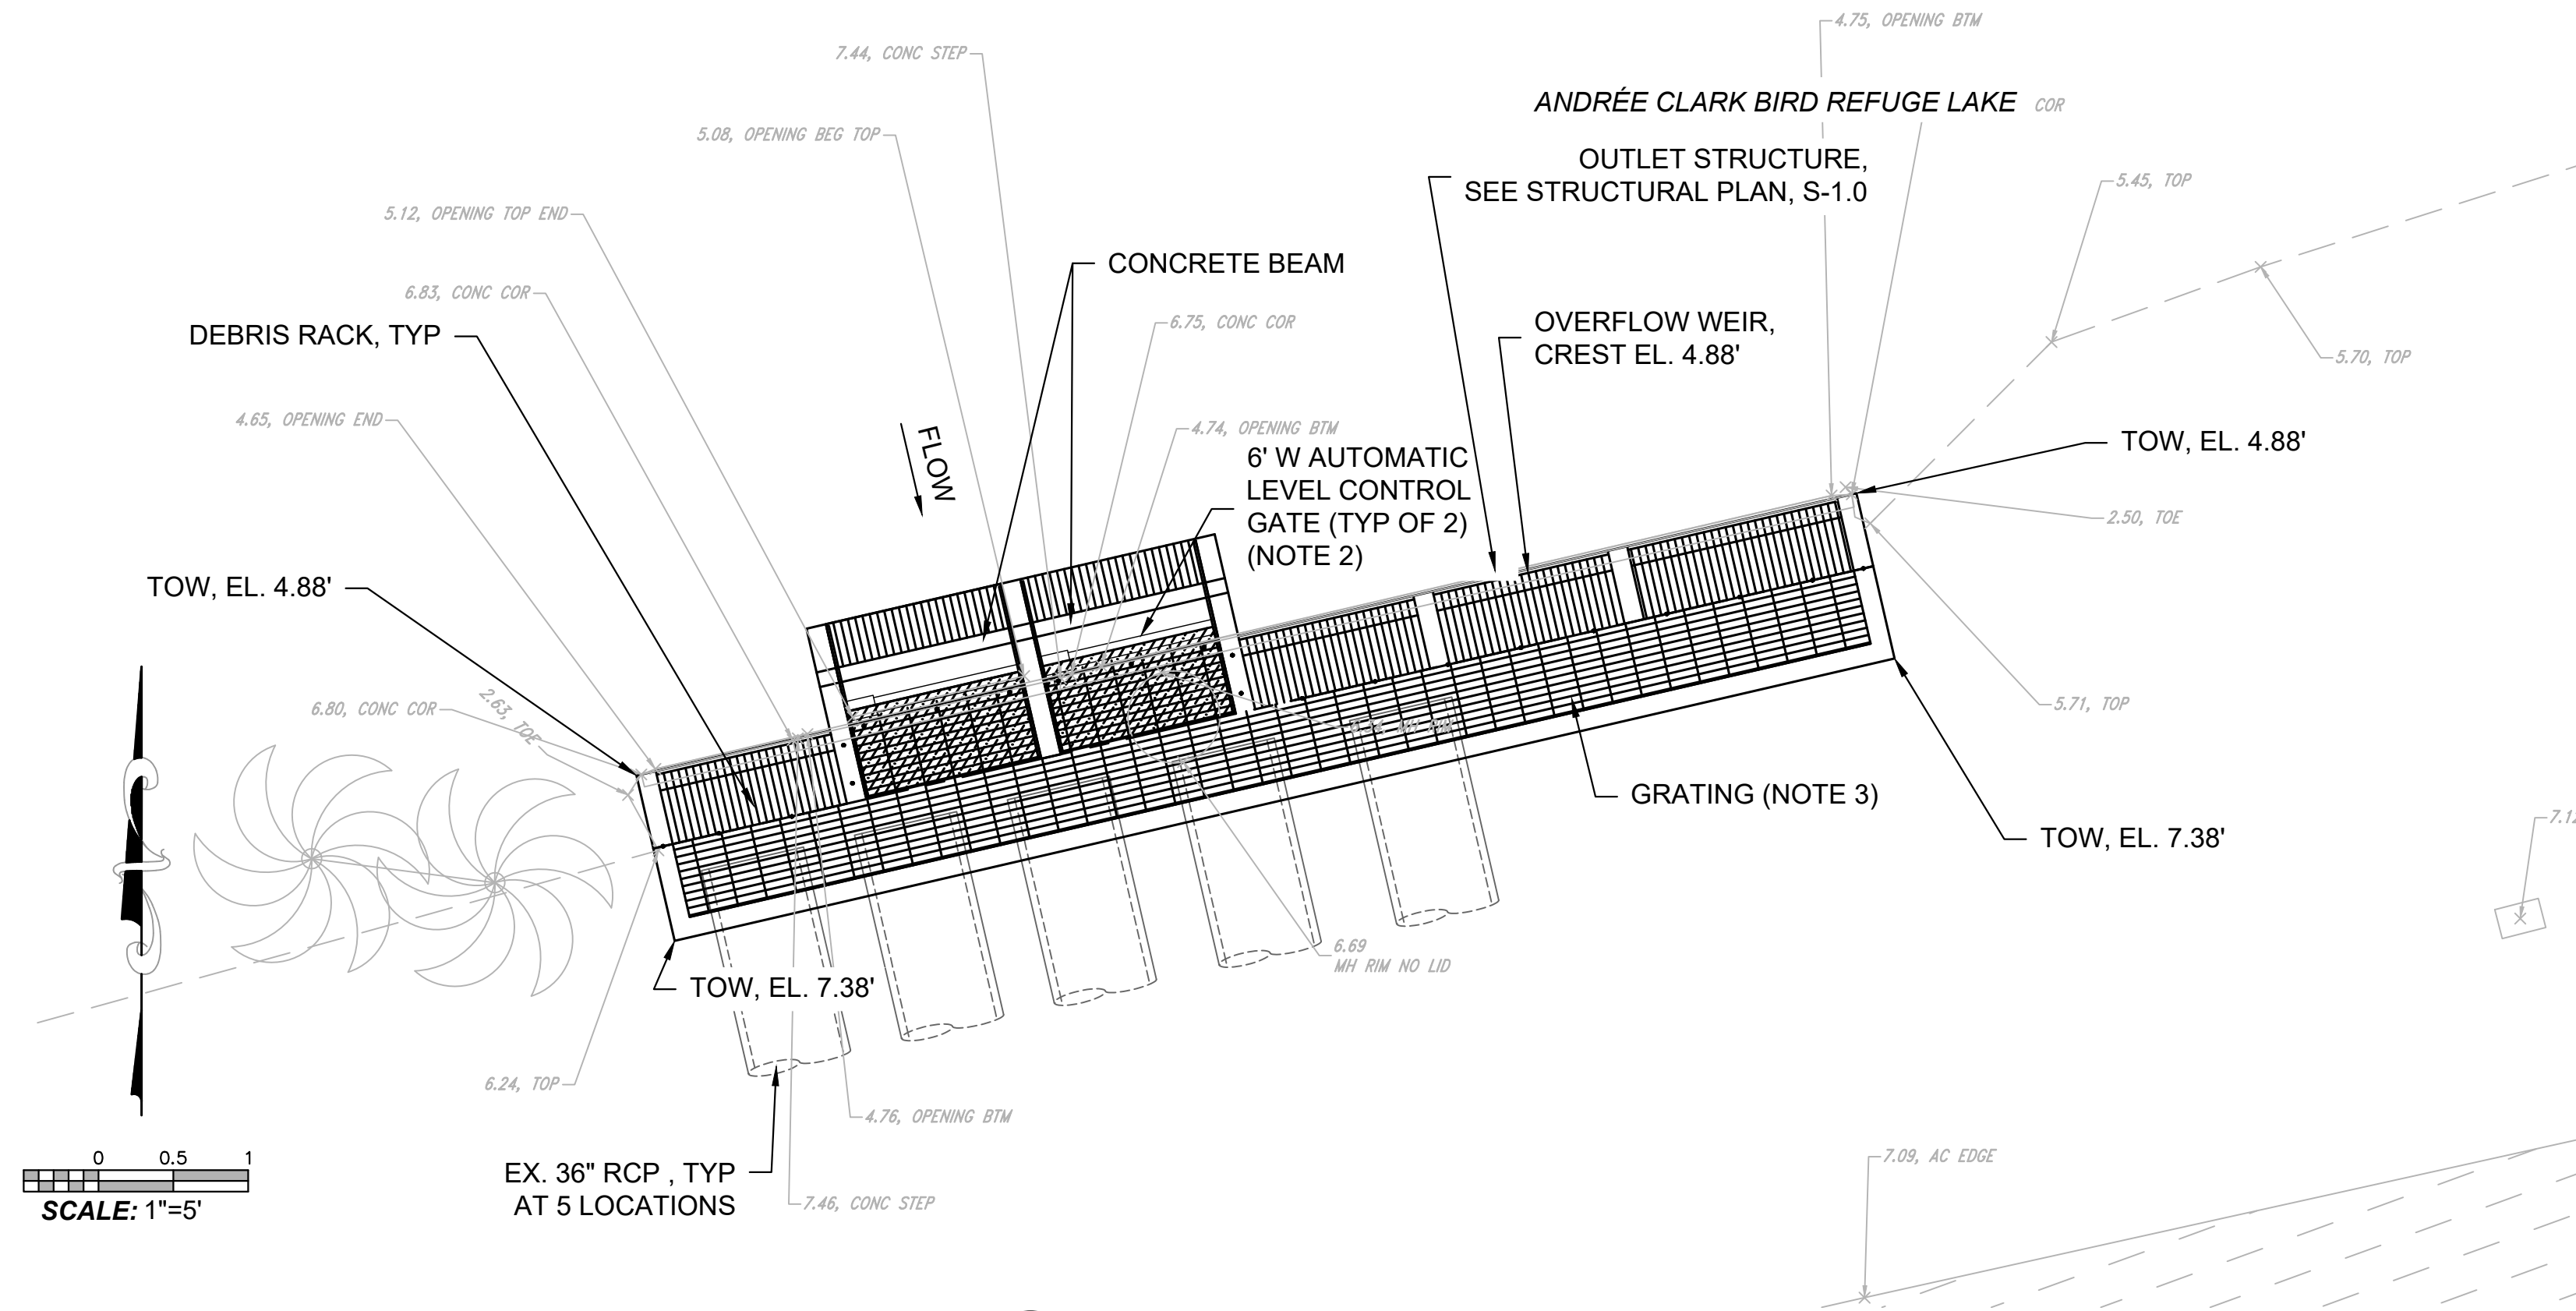 4.75, OPENING BTM
7.44, CONC STEP
ANDRÉE CLARK BIRD REFUGE LAKE
COR
5.08, OPENING BEG TOP
OUTLET STRUCTURE,
SEE STRUCTURAL PLAN, S-1.0
5.45, TOP
5.12, OPENING TOP END
CONCRETE BEAM
6.83, CONC COR
DEBRIS RACK, TYP
6.75, CONC COR
OVERFLOW WEIR,
CREST EL. 4.88'
5.70, TOP
4.65, OPENING END
FLOW
4.74, OPENING BTM
6' W AUTOMATIC
LEVEL CONTROL
GATE (TYP OF 2)
(NOTE 2)
TOW, EL. 4.88'
2.50, TOE
TOW, EL. 4.88'
6.80, CONC COR
2.63, TOE
5.71, TOP
MH RIM
GRATING (NOTE 3)
TOW, EL. 7.38'
6.69
MH RIM NO LID
TOW, EL. 7.38'
6.24, TOP
4.76, OPENING BTM
7.09, AC EDGE
EX. 36" RCP , TYP
AT 5 LOCATIONS
7.46, CONC STEP
0 0.5 1
SCALE: 1"=5'